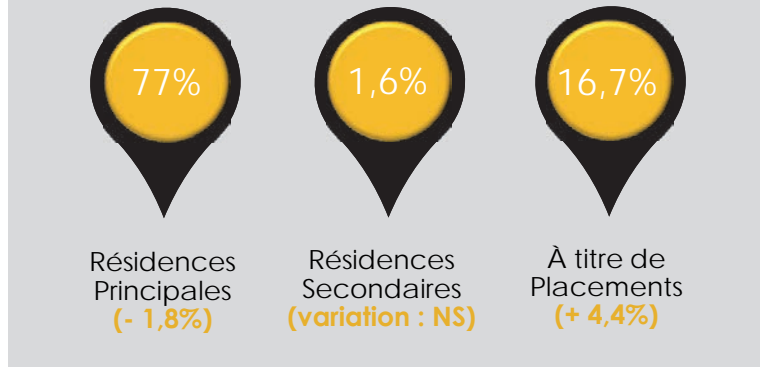 77%
1,6%
16,7%
Résidences
Principales
(- 1,8%)
Résidences
Secondaires
(variation : NS)
À titre de
Placements
(+ 4,4%)